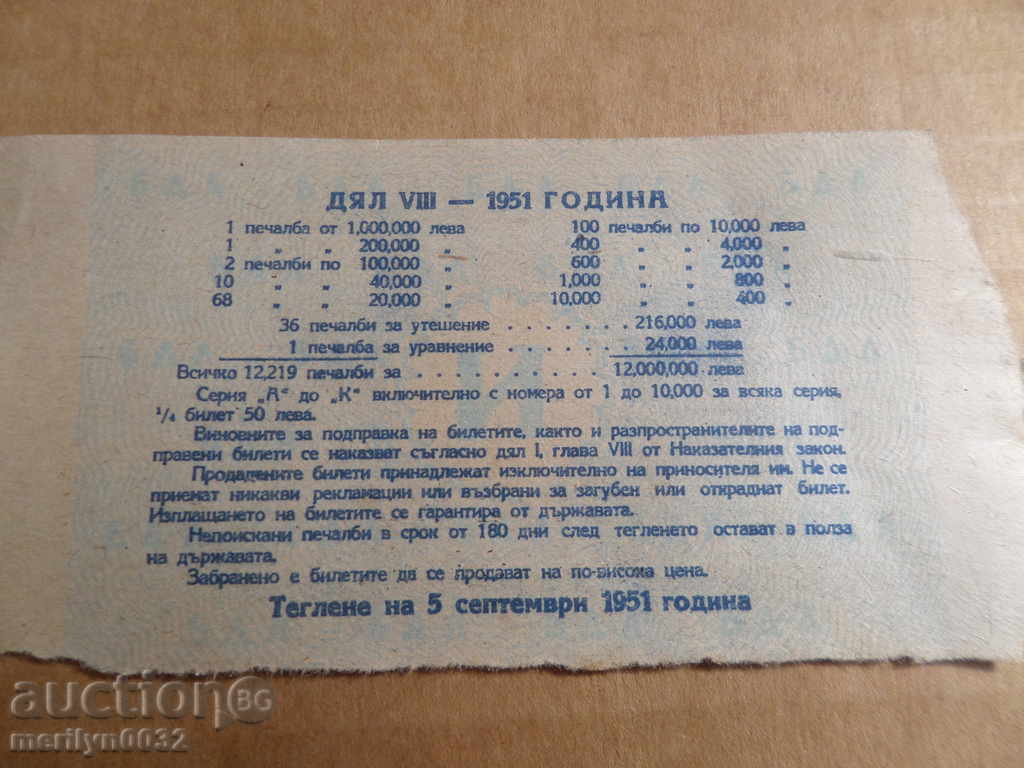 ДЯЛ VIII — 1951 ГОДИНА
1 печалба от 1,000,000 лева 100 печалби по 10,000 лева
1 „ „ 200,000 „ 400 „ „ 4,000 „
2 печалби по 100,000 „ 600 „ „ 2,000 „
10 „ „ 40,000 „ 1,000 „ „ 800 „
68 „ „ 20,000 „ 10,000 „ „ 400 „
36 печалби за утешение . . . . . . . 216,000 лева
1 печалба за уравнение . . . . . . . 24,000 лева
Всичко 12,219 печалби за . . . . . . . . . . 12,000,000 лева
Серия „А“ до „К“ включително с номера от 1 до 10,000 за всяка серия,
¼ билет 50 лева.
Виновните за подправка на билетите, както и разпространителите на под-
правени билети се наказват съгласно дял I, глава VIII от Наказателния закон.
Продадените билети принадлежат изключително на приносителя им. Не се
приемат никакви рекламации или възбрани за загубен или откраднат билет.
Изплащането на билетите се гарантира от държавата.
Непоискани печалби в срок от 180 дни след тегленето остават в полза
на държавата.
Забранено е билетите да се продават на по-висока цена.
Теглене на 5 септември 1951 година
auction BG
merilyn0032